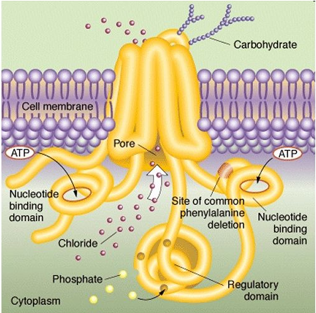 Carbohydrate
Cell membrane
Pore
ATP
ATP
Nucleotide
binding
domain
Site of common
phenylalanine
deletion
Nucleotide
binding
domain
Chloride
Phosphate
Regulatory
domain
Cytoplasm